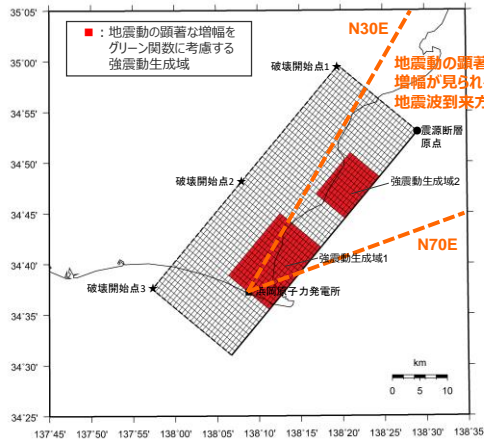 ■ : 地震動の顕著な増幅を
グリーン関数に考慮する
強震動生成域
N30E
地震動の顕著
増幅が見られ
地震波到来方
破壊開始点1
震源断層
原点
破壊開始点2
強震動生成域2
N70E
強震動生成域1
破壊開始点3
浜岡原子力発電所
km
0 5 10
35°05'
35°00'
34°55'
34°50'
34°45'
34°40'
34°35'
34°30'
34°25'
137°45' 137°50' 137°55' 138°00' 138°05' 138°10' 138°15' 138°20' 138°25' 138°30' 138°35'